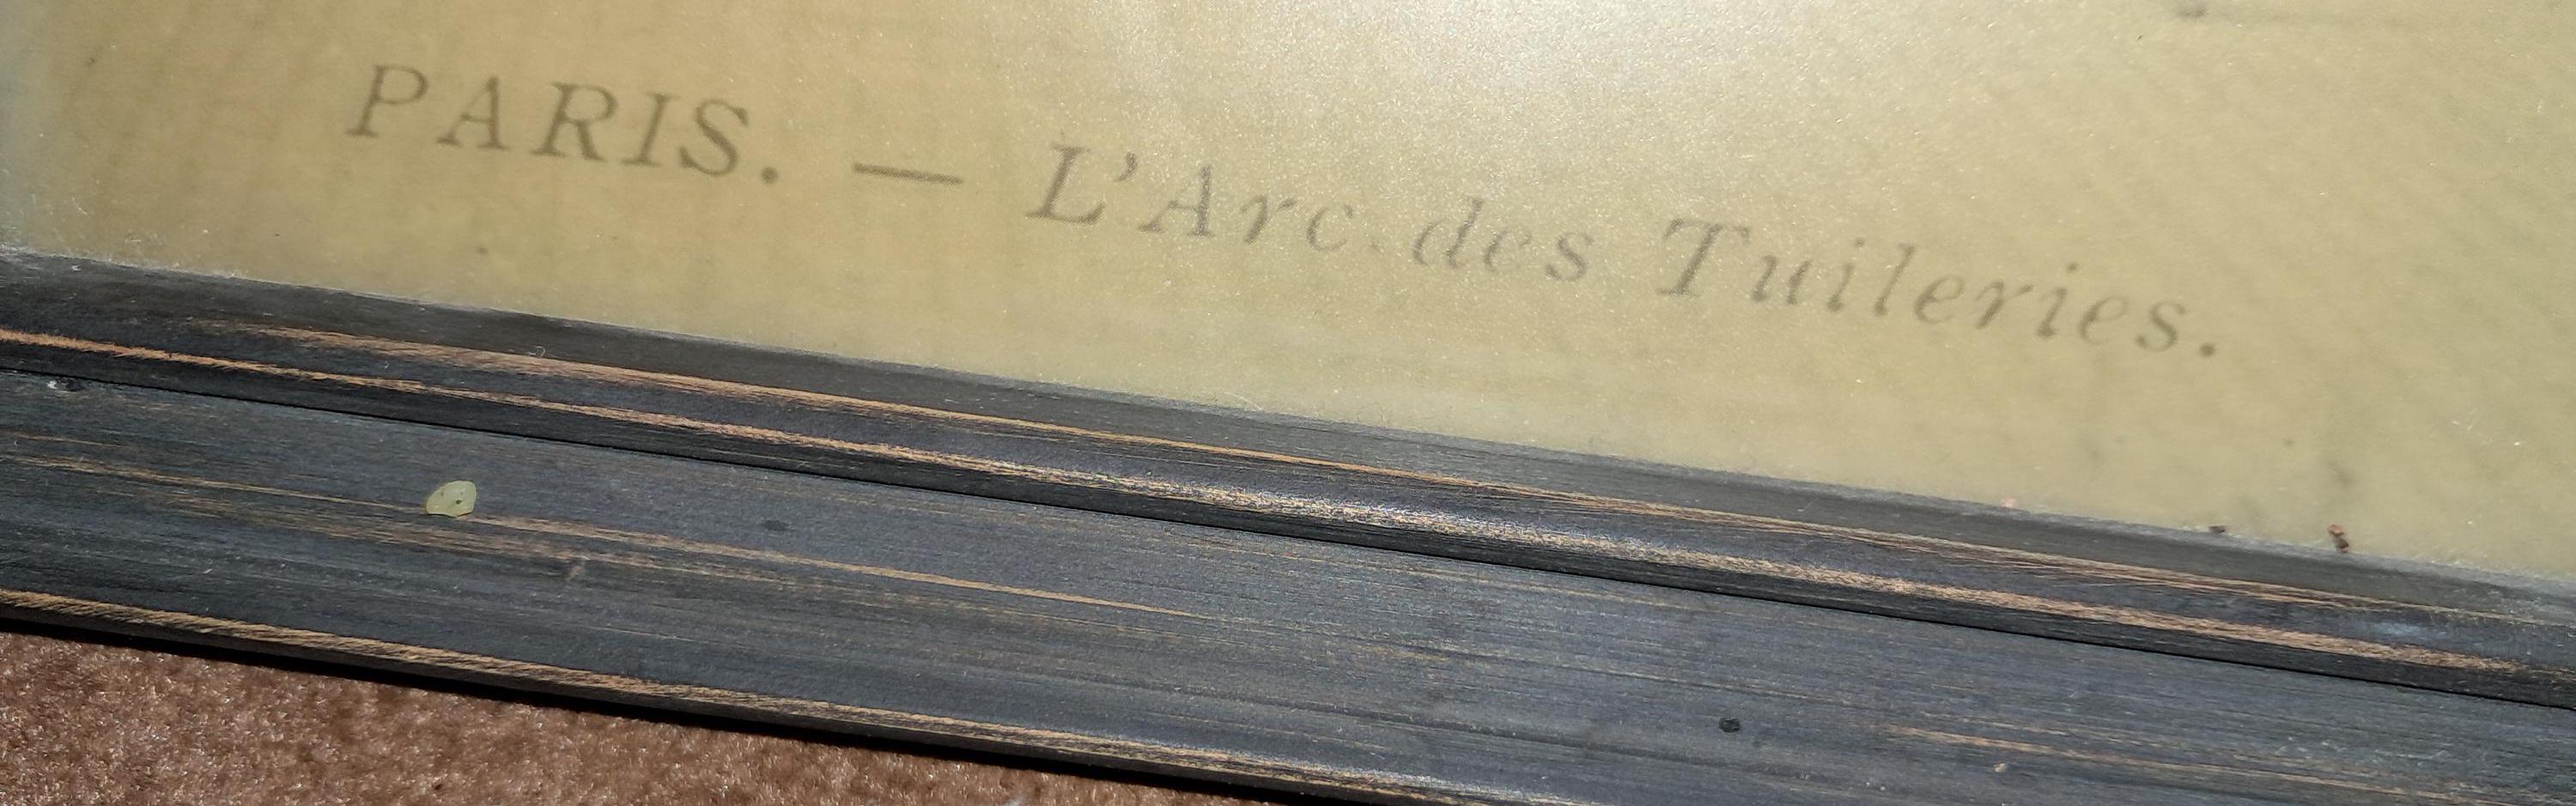 PARIS. — L'Arc des Tuileries.